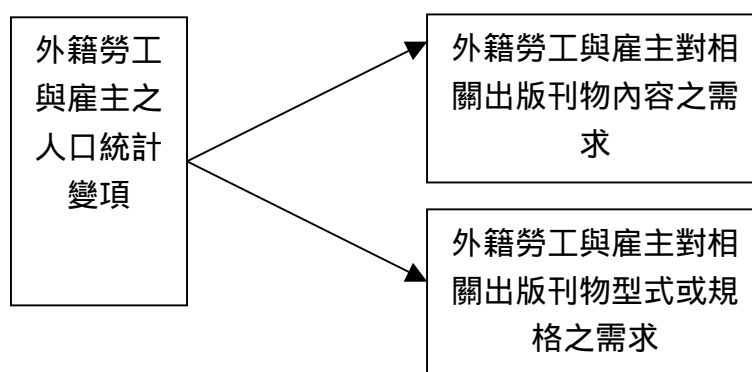 外籍勞工
與雇主之
人口統計
變項
外籍勞工與雇主對相
關出版刊物內容之需
求
外籍勞工與雇主對相
關出版刊物型式或規
格之需求